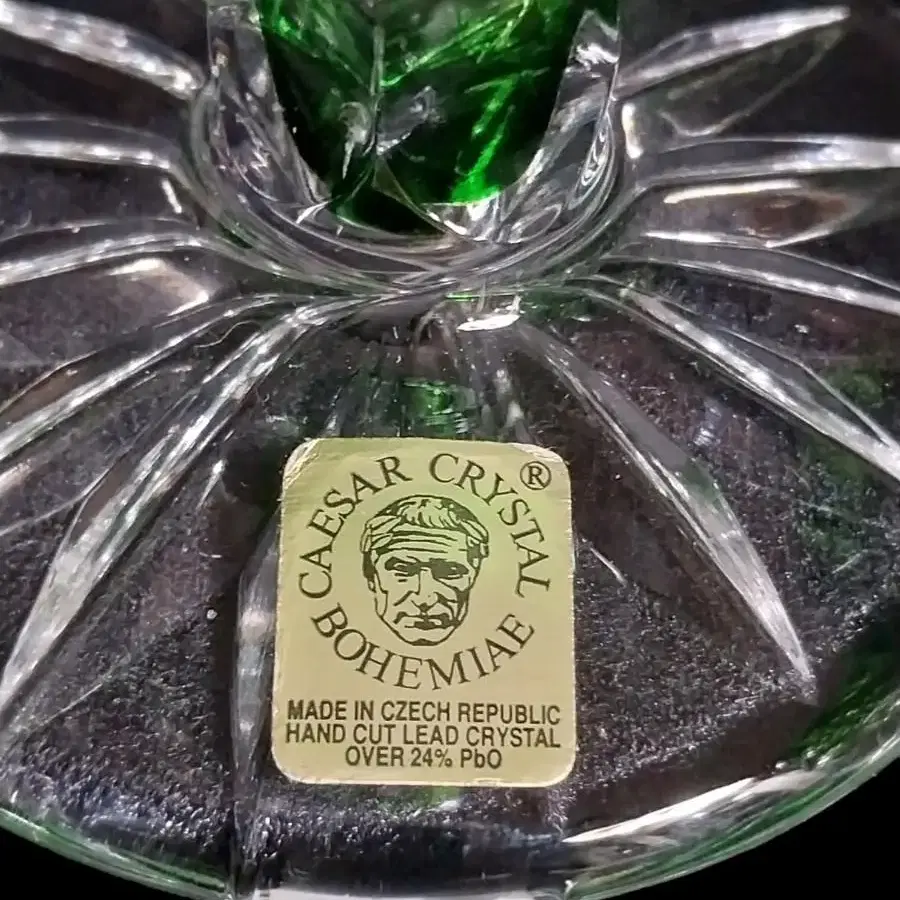 CAESAR CRYSTAL ®
BOHEMIAE
MADE IN CZECH REPUBLIC
HAND CUT LEAD CRYSTAL
OVER 24% PbO